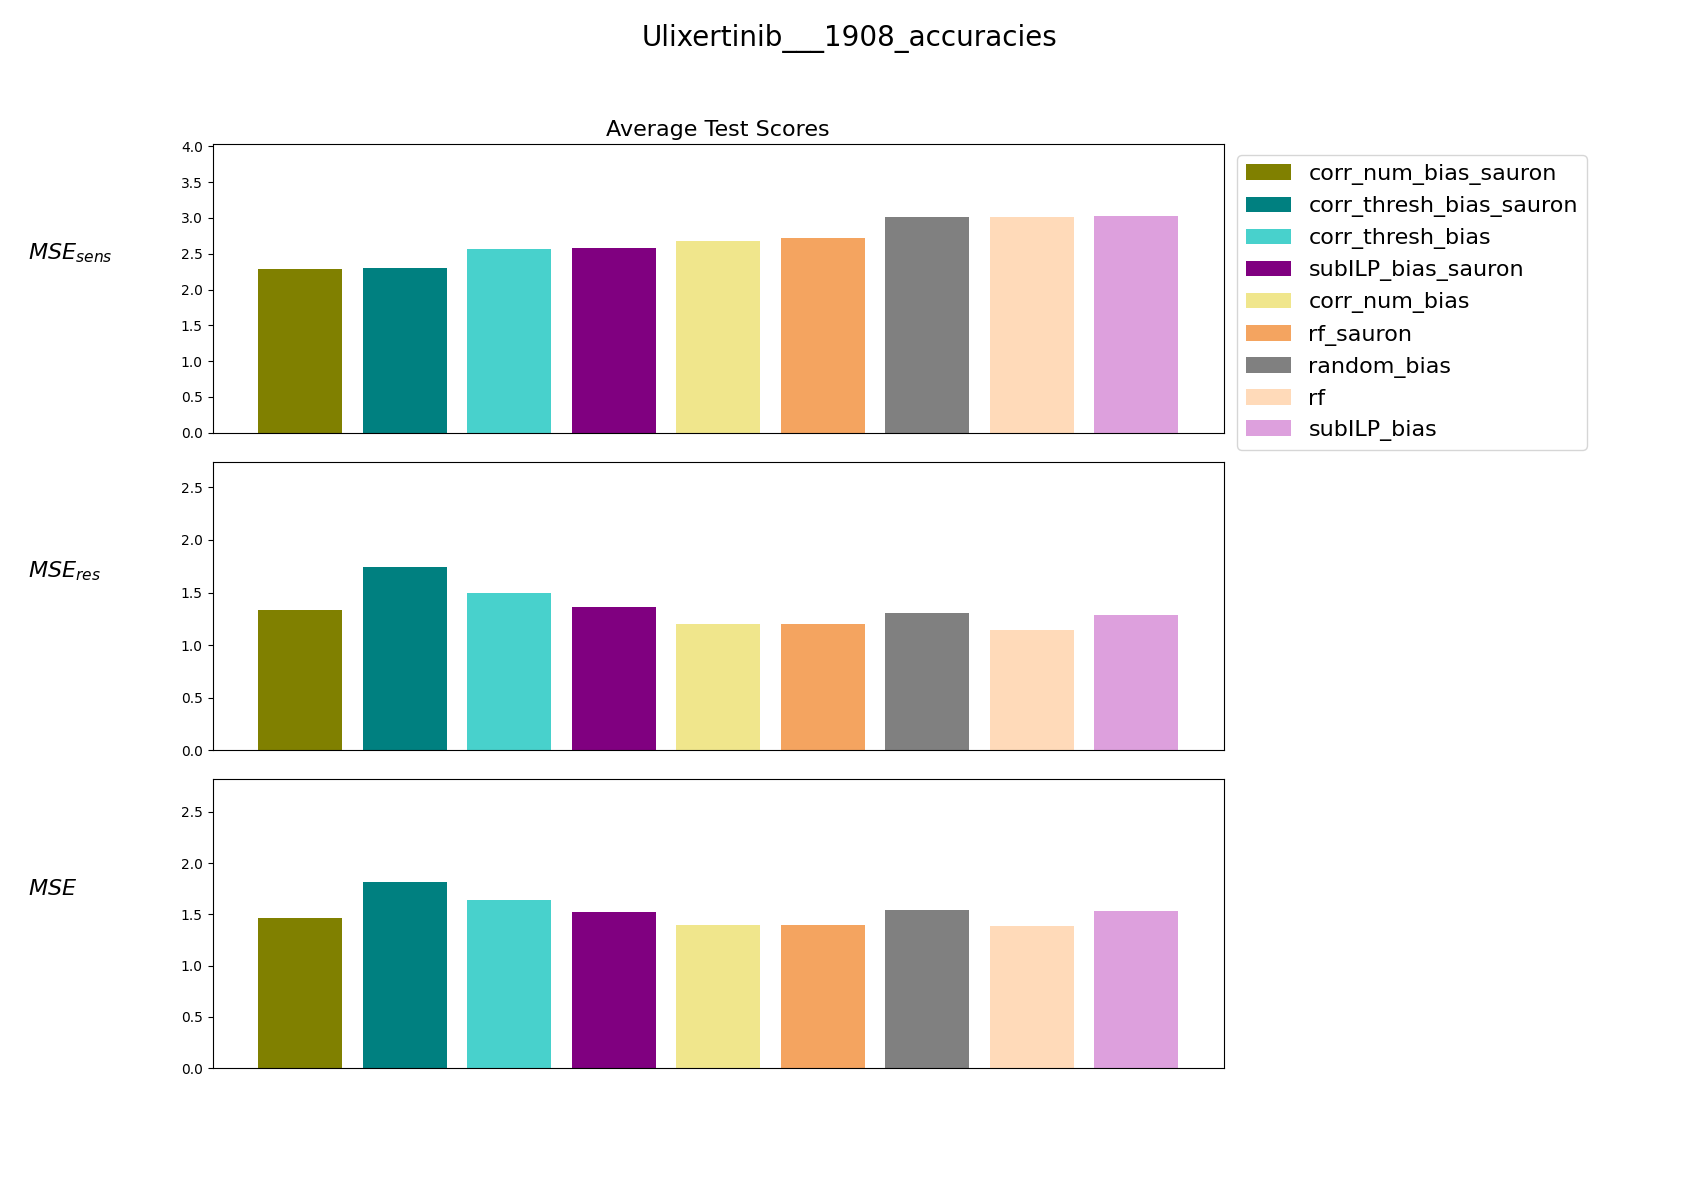 Ulixertinib___1908_accuracies
Average Test Scores
4.0
3.5
3.0
2.5
2.0
1.5
1.0
0.5
0.0
MSE_sens
corr_num_bias_sauron
corr_thresh_bias_sauron
corr_thresh_bias
subILP_bias_sauron
corr_num_bias
rf_sauron
random_bias
rf
subILP_bias
2.5
2.0
1.5
1.0
0.5
0.0
MSE_res
2.5
2.0
1.5
1.0
0.5
0.0
MSE